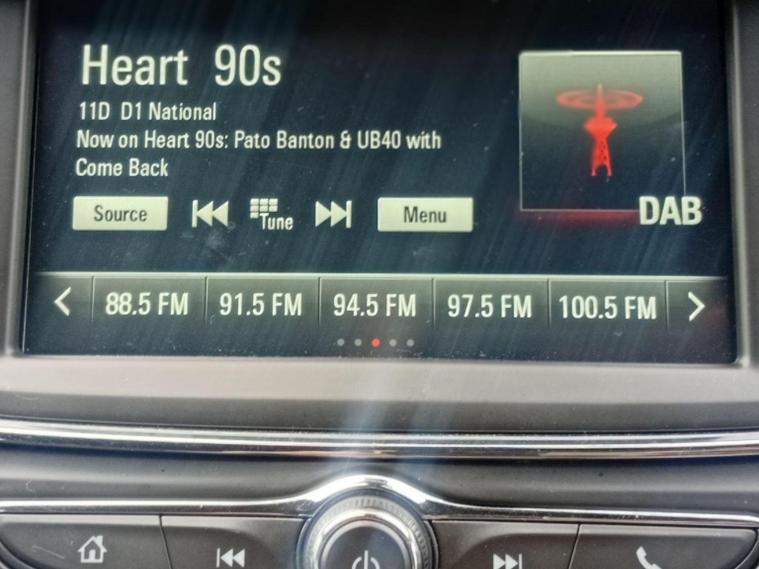 Heart 90s
11D D1 National
Now on Heart 90s: Pato Banton & UB40 with
Come Back
DAB
Source
Tune
Menu
88.5 FM
91.5 FM
94.5 FM
97.5 FM
100.5 FM